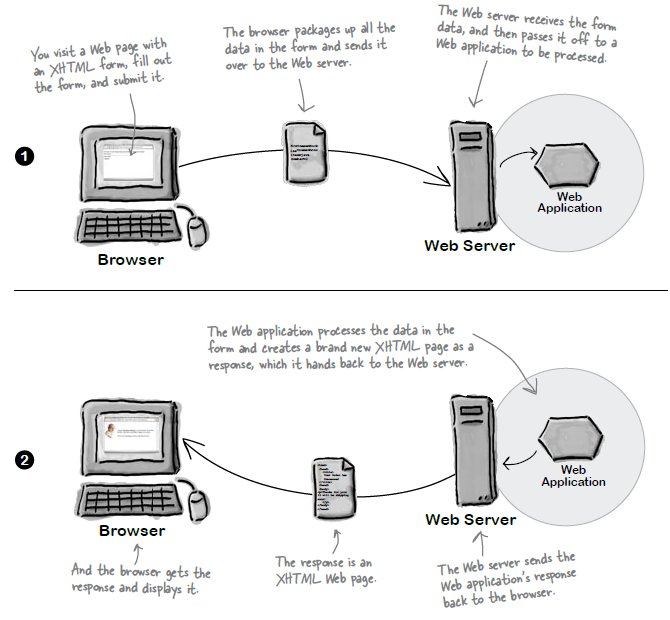 You visit a Web page with
an XHTML form, fill out
the form, and submit it.
The browser packages up all the
data in the form and sends it
over to the Web server.
The Web server receives the form
data, and then passes it off to a
Web application to be processed.
1
Browser
Web Server
Web
Application
The Web application processes the data in the
form and creates a brand new XHTML page as a
response, which it hands back to the Web server.
2
Browser
Web Server
Web
Application
And the browser gets the
response and displays it.
The response is an
XHTML Web page.
The Web server sends the
Web application's response
back to the browser.